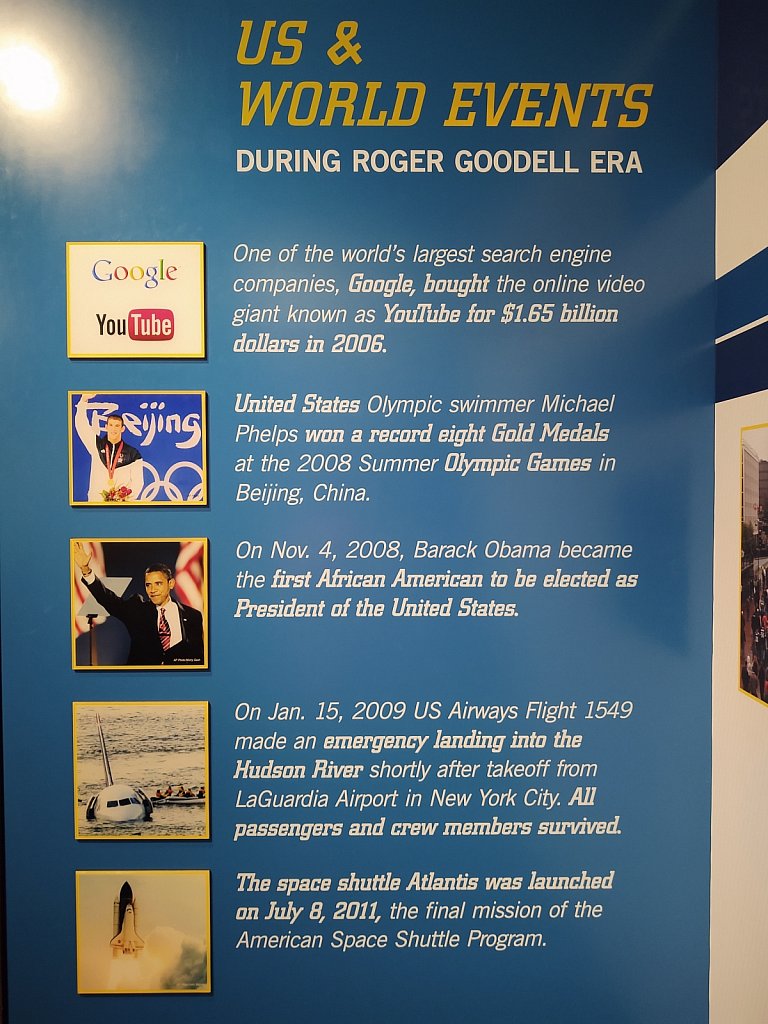 US &
WORLD EVENTS
DURING ROGER GOODELL ERA
Google
YouTube
One of the world's largest search engine
companies, Google, bought the online video
giant known as YouTube for $1.65 billion
dollars in 2006.
Beijing
United States Olympic swimmer Michael
Phelps won a record eight Gold Medals
at the 2008 Summer Olympic Games in
Beijing, China.
On Nov. 4, 2008, Barack Obama became
the first African American to be elected as
President of the United States.
On Jan. 15, 2009 US Airways Flight 1549
made an emergency landing into the
Hudson River shortly after takeoff from
LaGuardia Airport in New York City. All
passengers and crew members survived.
The space shuttle Atlantis was launched
on July 8, 2011, the final mission of the
American Space Shuttle Program.